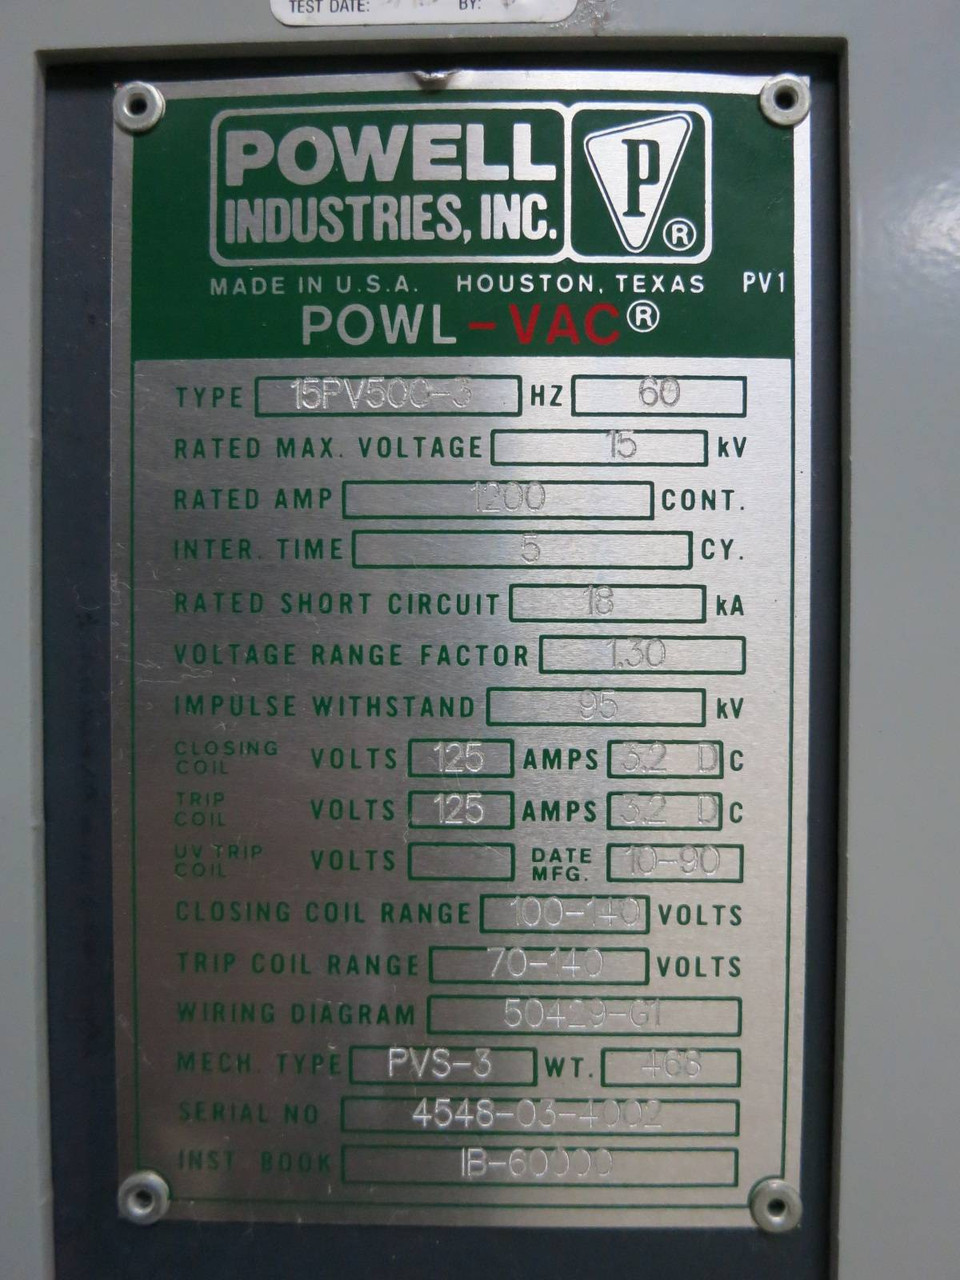 TEST DATE: BY:
POWELL
INDUSTRIES, INC.
P ®
MADE IN U.S.A. HOUSTON, TEXAS PV1
POWL-VAC®
TYPE 15PV500-3 HZ 60
RATED MAX. VOLTAGE 15 kV
RATED AMP 1200 CONT.
INTER. TIME 5 CY.
RATED SHORT CIRCUIT 18 kA
VOLTAGE RANGE FACTOR 1.30
IMPULSE WITHSTAND 95 kV
CLOSING COIL VOLTS 125 AMPS 3.2 D C
TRIP COIL VOLTS 125 AMPS 3.2 D C
UV TRIP COIL VOLTS DATE MFG. 10-90
CLOSING COIL RANGE 100-140 VOLTS
TRIP COIL RANGE 70-140 VOLTS
WIRING DIAGRAM 50429-G1
MECH. TYPE PVS-3 WT. 468
SERIAL NO 4548-03-4002
INST BOOK IB-60000